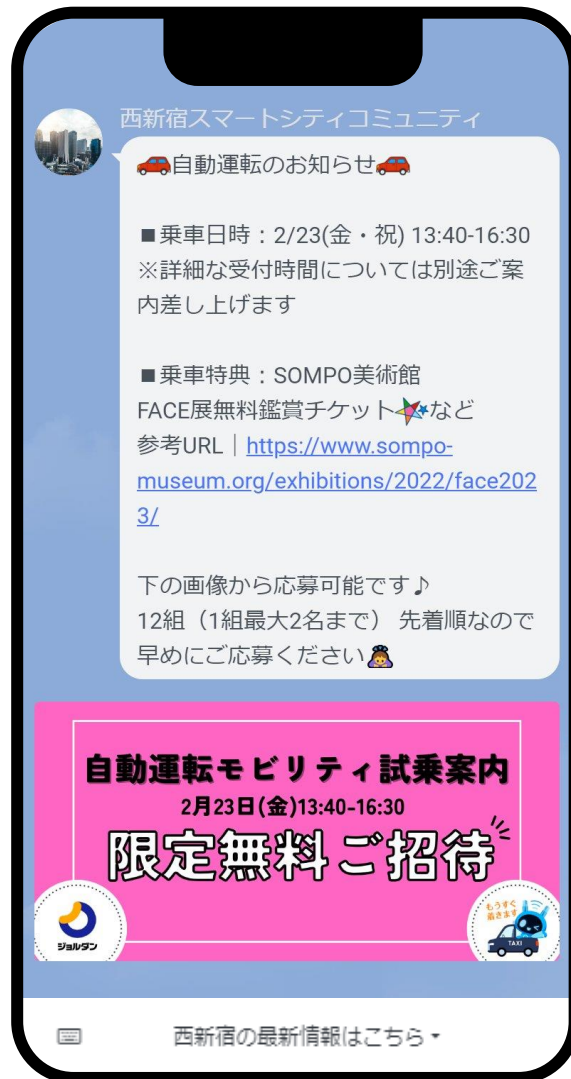 西新宿スマートシティコミュニティ
🚗自動運転のお知らせ🚗
■乗車日時：2/23(金・祝) 13:40-16:30
※詳細な受付時間については別途ご案
内差し上げます
■乗車特典：SOMPO美術館
FACE展無料鑑賞チケットなど
参考URL｜https://www.sompo-
museum.org/exhibitions/2022/face202
3/
下の画像から応募可能です♪
12組（1組最大2名まで） 先着順なので
早めにご応募ください🙇‍♀️
自動運転モビリティ試乗案内
2月23日(金)13:40-16:30
限定無料ご招待
ジョルダン
もうすぐ
着きます
TAXI
西新宿の最新情報はこちら▾